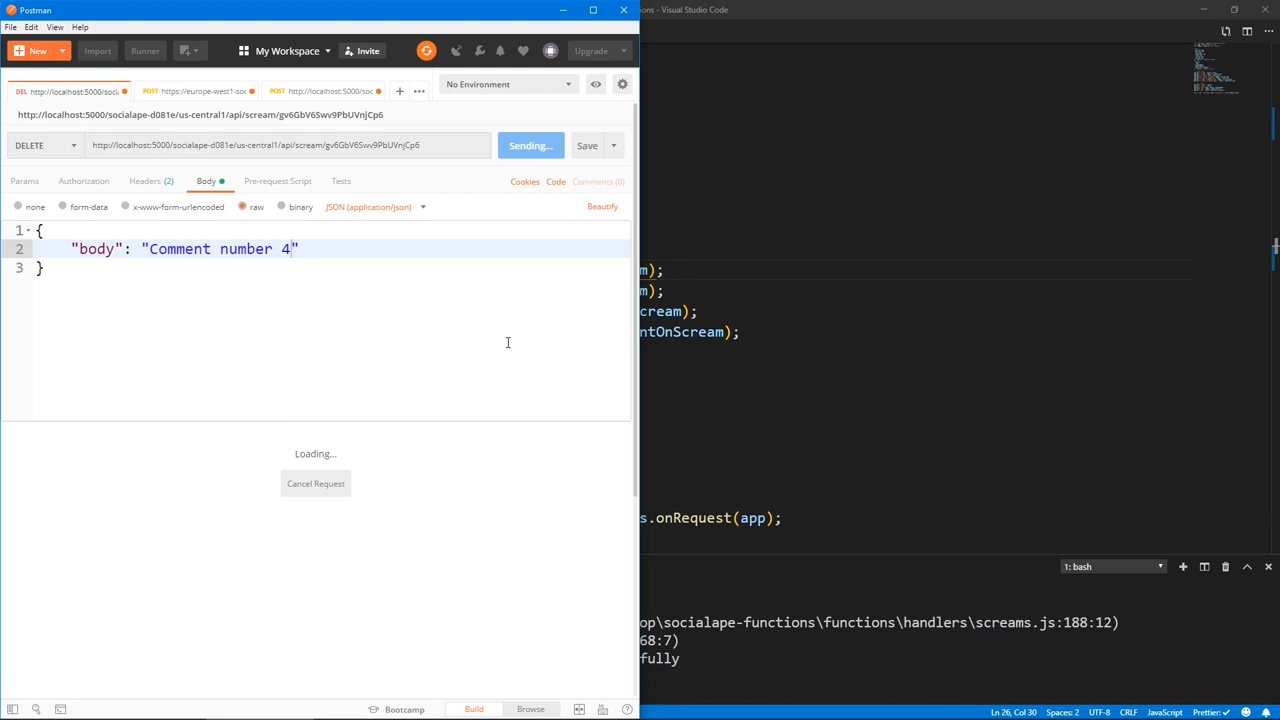 Postman
ons - Visual Studio Code
File Edit View Help
New Import Runner My Workspace Invite Upgrade
DEL http://localhost:5000/soci POST https://europe-west1-so POST http://localhost:5000/soc No Environment
http://localhost:5000/socialape-d081e/us-central1/api/scream/gv6GbV6Swv9PbUVnjCp6
DELETE http://localhost:5000/socialape-d081e/us-central1/api/scream/gv6GbV6Swv9PbUVnjCp6 Sending... Save
Params Authorization Headers (2) Body Pre-request Script Tests Cookies Code Comments (0)
none form-data x-www-form-urlencoded raw binary JSON (application/json) Beautify
1 {
2 "body": "Comment number 4"
3 }
m);
m);
cream);
ntOnScream);
Loading...
Cancel Request
s.onRequest(app);
1: bash
op\socialape-functions\functions\handlers\screams.js:188:12)
68:7)
fully
Bootcamp Build Browse
Ln 26, Col 30 Spaces: 2 UTF-8 CRLF JavaScript Prettier: ✓